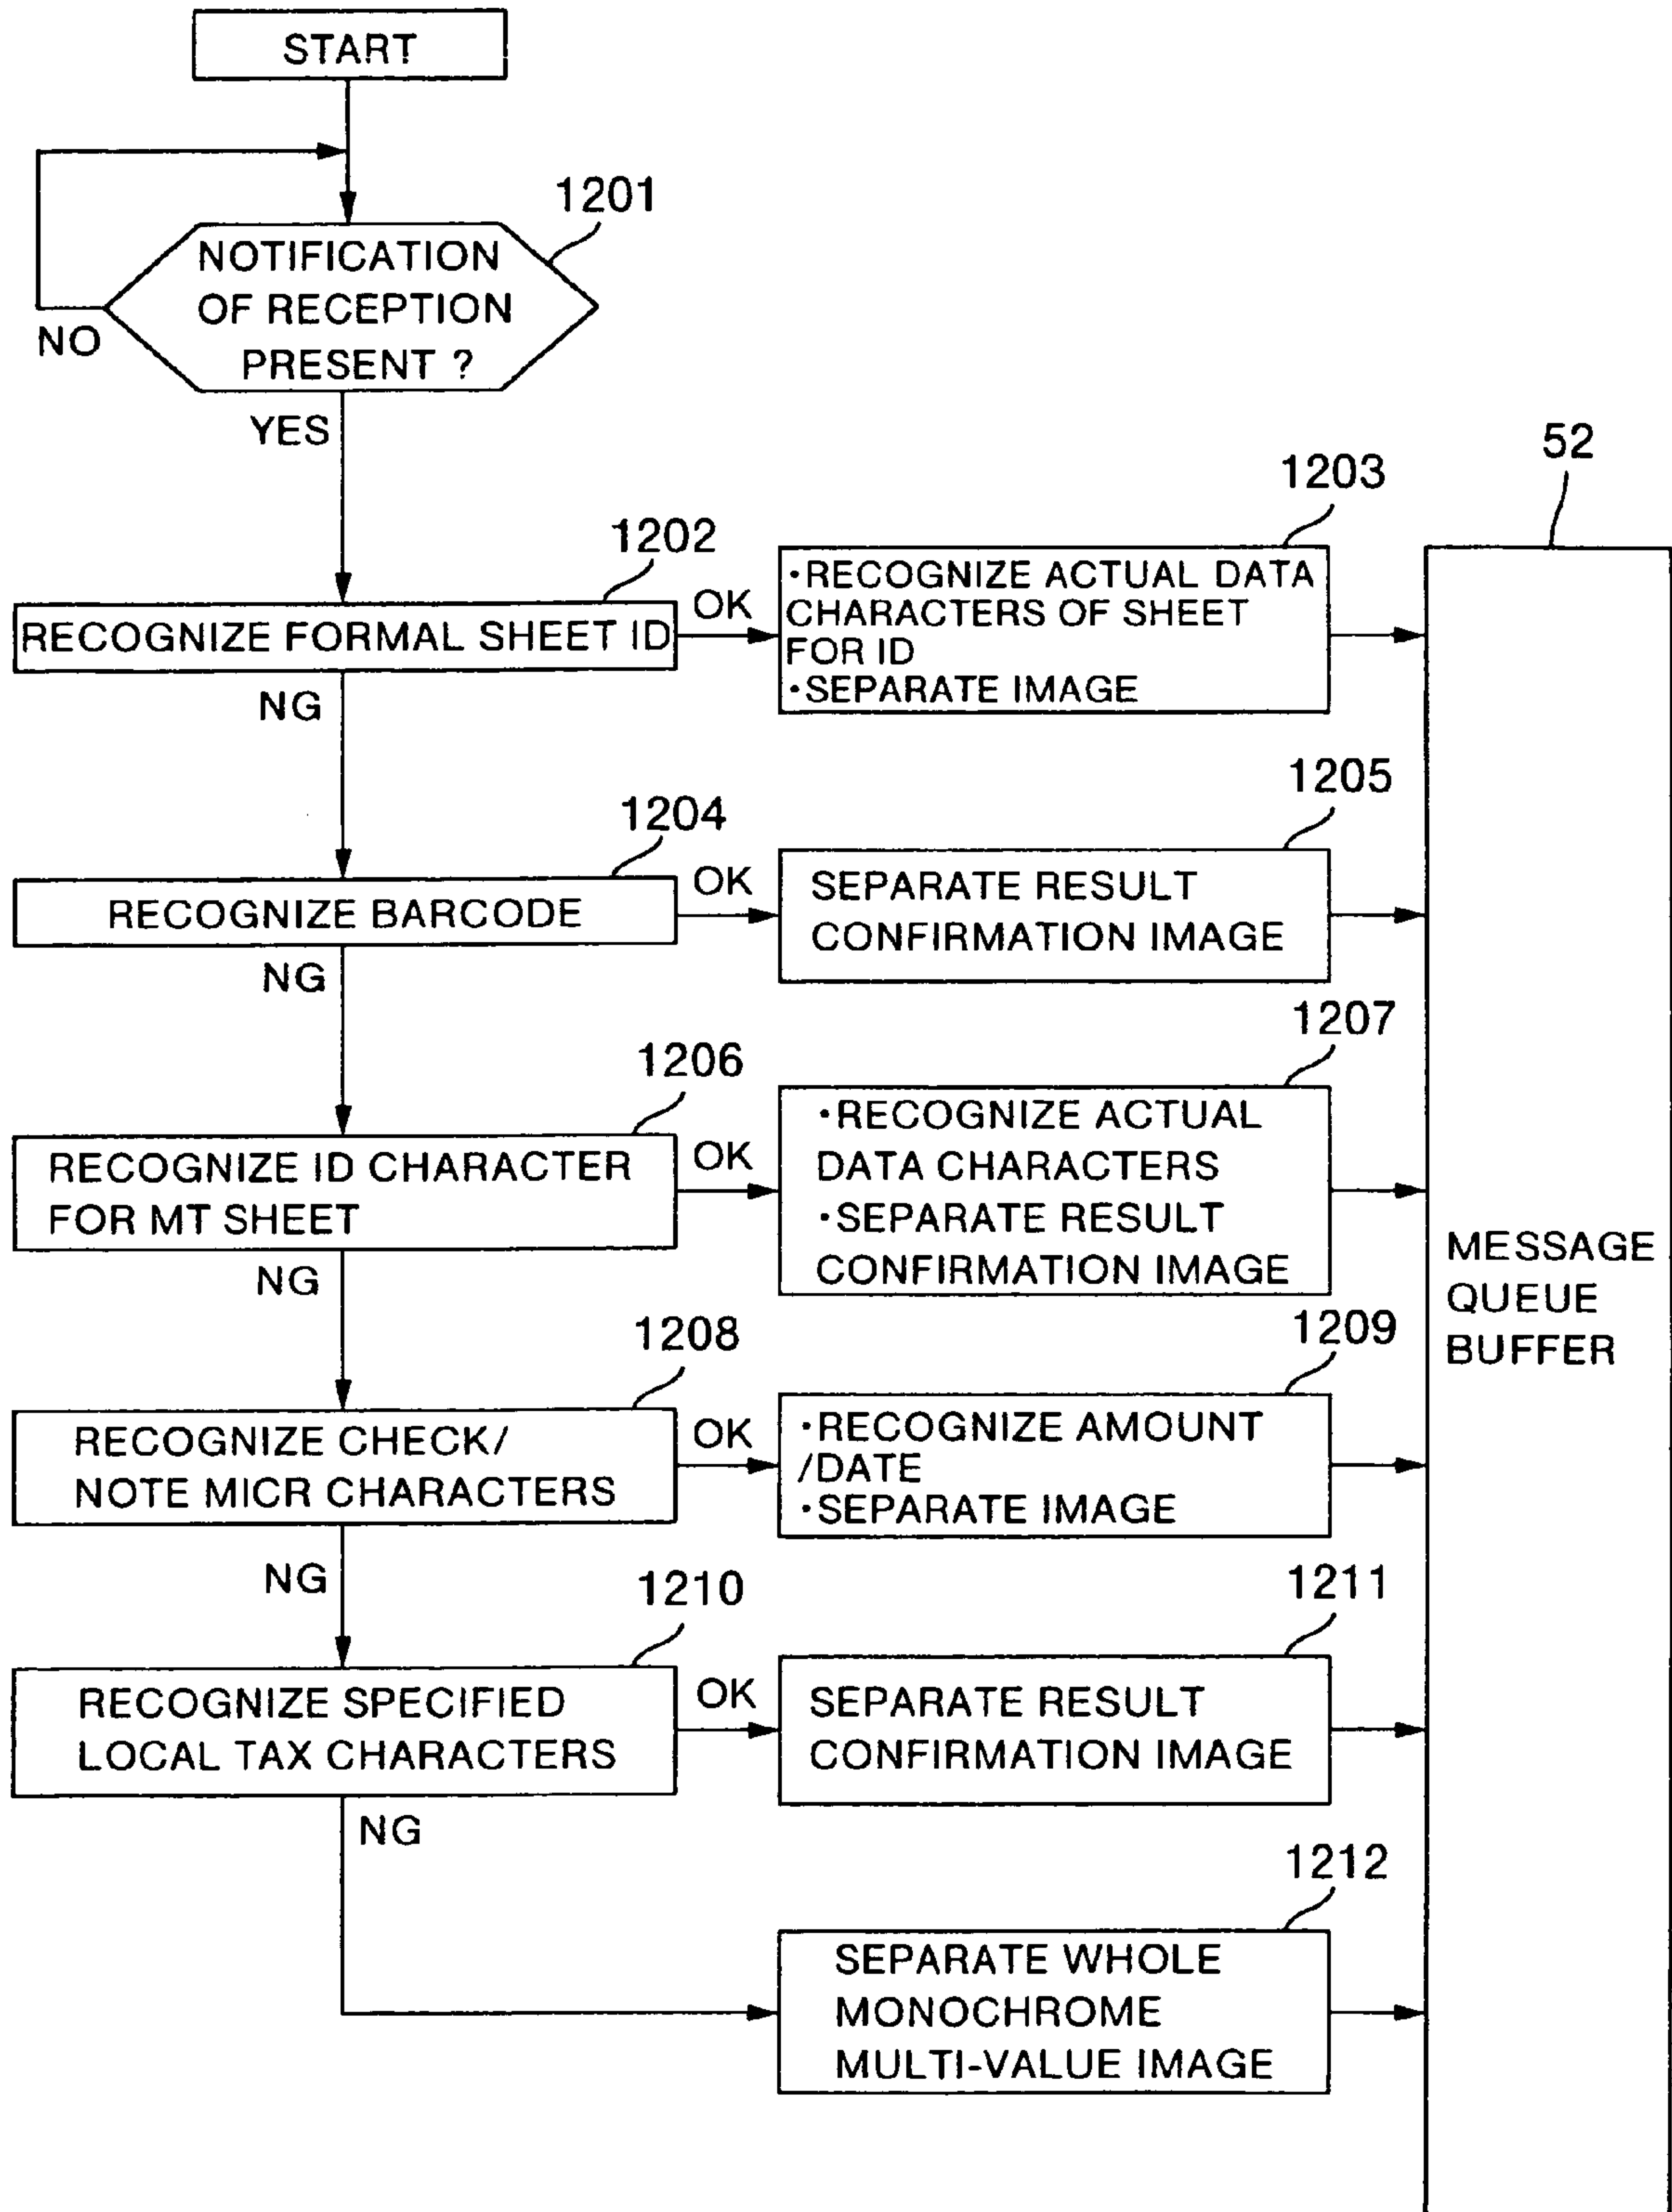 START
1201
NOTIFICATION
OF RECEPTION
PRESENT ?
NO
YES
52
1203
1202
OK
•RECOGNIZE ACTUAL DATA
CHARACTERS OF SHEET
FOR ID
•SEPARATE IMAGE
RECOGNIZE FORMAL SHEET ID
NG
1205
1204
OK
SEPARATE RESULT
CONFIRMATION IMAGE
RECOGNIZE BARCODE
NG
1207
1206
OK
•RECOGNIZE ACTUAL
DATA CHARACTERS
•SEPARATE RESULT
CONFIRMATION IMAGE
RECOGNIZE ID CHARACTER
FOR MT SHEET
NG
MESSAGE
QUEUE
BUFFER
1209
1208
OK
•RECOGNIZE AMOUNT
/DATE
•SEPARATE IMAGE
RECOGNIZE CHECK/
NOTE MICR CHARACTERS
NG
1211
1210
OK
SEPARATE RESULT
CONFIRMATION IMAGE
RECOGNIZE SPECIFIED
LOCAL TAX CHARACTERS
NG
1212
SEPARATE WHOLE
MONOCHROME
MULTI-VALUE IMAGE